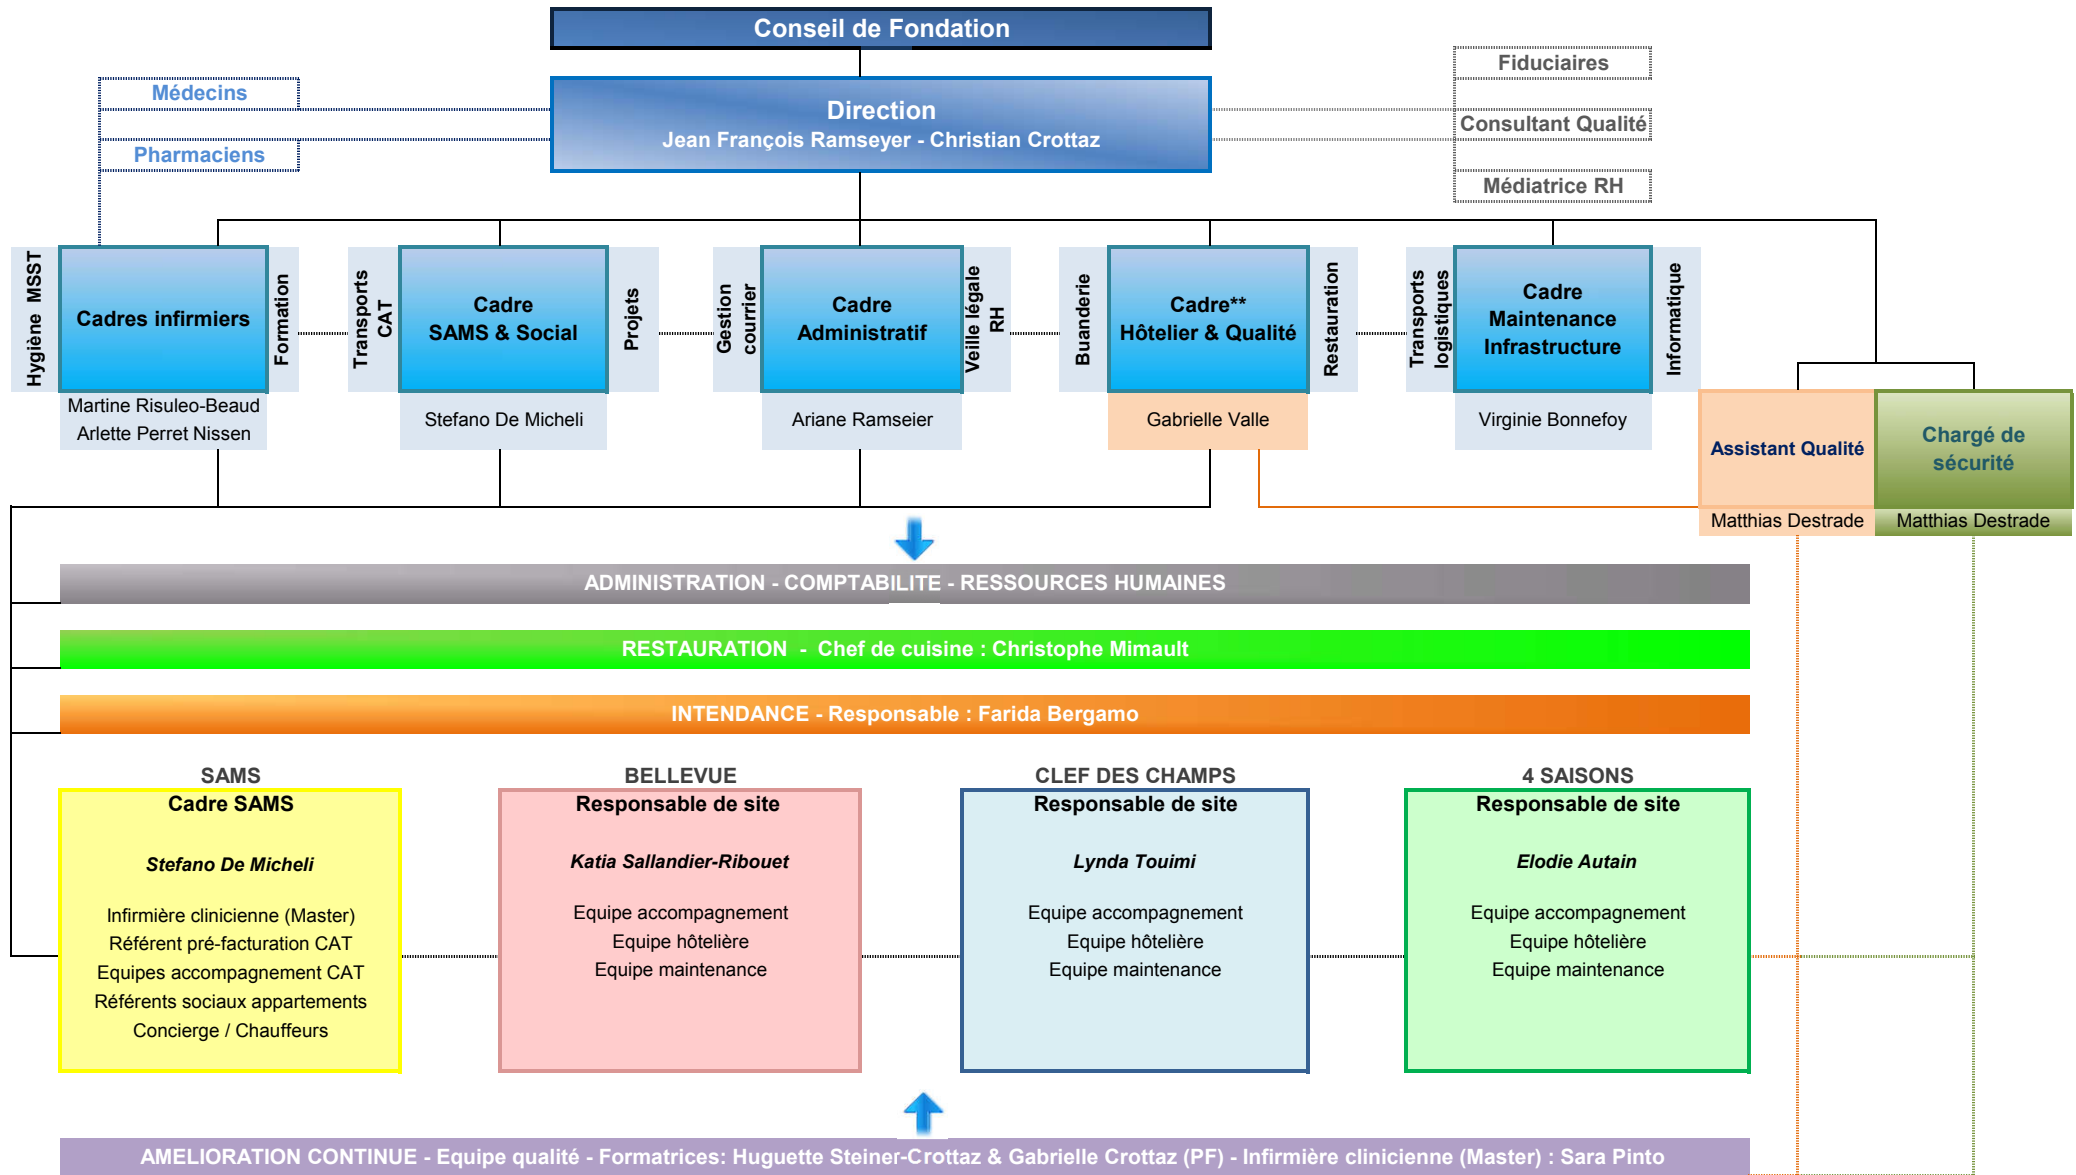 Conseil de Fondation
Fiduciaires
Médecins
Direction
Jean François Ramseyer - Christian Crottaz
Consultant Qualité
Pharmaciens
Médiatrice RH
Hygiène MSST
Cadres infirmiers
Formation
Martine Risuleo-Beaud
Arlette Perret Nissen
Transports
CAT
Cadre
SAMS & Social
Projets
Stefano De Micheli
Gestion
courrier
Cadre
Administratif
Veille légale
RH
Ariane Ramseier
Buanderie
Cadre**
Hôtelier & Qualité
Restauration
Gabrielle Valle
Transports
logistiques
Cadre
Maintenance
Infrastructure
Informatique
Virginie Bonnefoy
Assistant Qualité
Matthias Destrade
Chargé de
sécurité
Matthias Destrade
ADMINISTRATION - COMPTABILITE - RESSOURCES HUMAINES
RESTAURATION - Chef de cuisine : Christophe Mimault
INTENDANCE - Responsable : Farida Bergamo
SAMS
Cadre SAMS
Stefano De Micheli
Infirmière clinicienne (Master)
Référent pré-facturation CAT
Equipes accompagnement CAT
Référents sociaux appartements
Concierge / Chauffeurs
BELLEVUE
Responsable de site
Katia Sallandier-Ribouet
Equipe accompagnement
Equipe hôtelière
Equipe maintenance
CLEF DES CHAMPS
Responsable de site
Lynda Touimi
Equipe accompagnement
Equipe hôtelière
Equipe maintenance
4 SAISONS
Responsable de site
Elodie Autain
Equipe accompagnement
Equipe hôtelière
Equipe maintenance
AMELIORATION CONTINUE - Equipe qualité - Formatrices: Huguette Steiner-Crottaz & Gabrielle Crottaz (PF) - Infirmière clinicienne (Master) : Sara Pinto